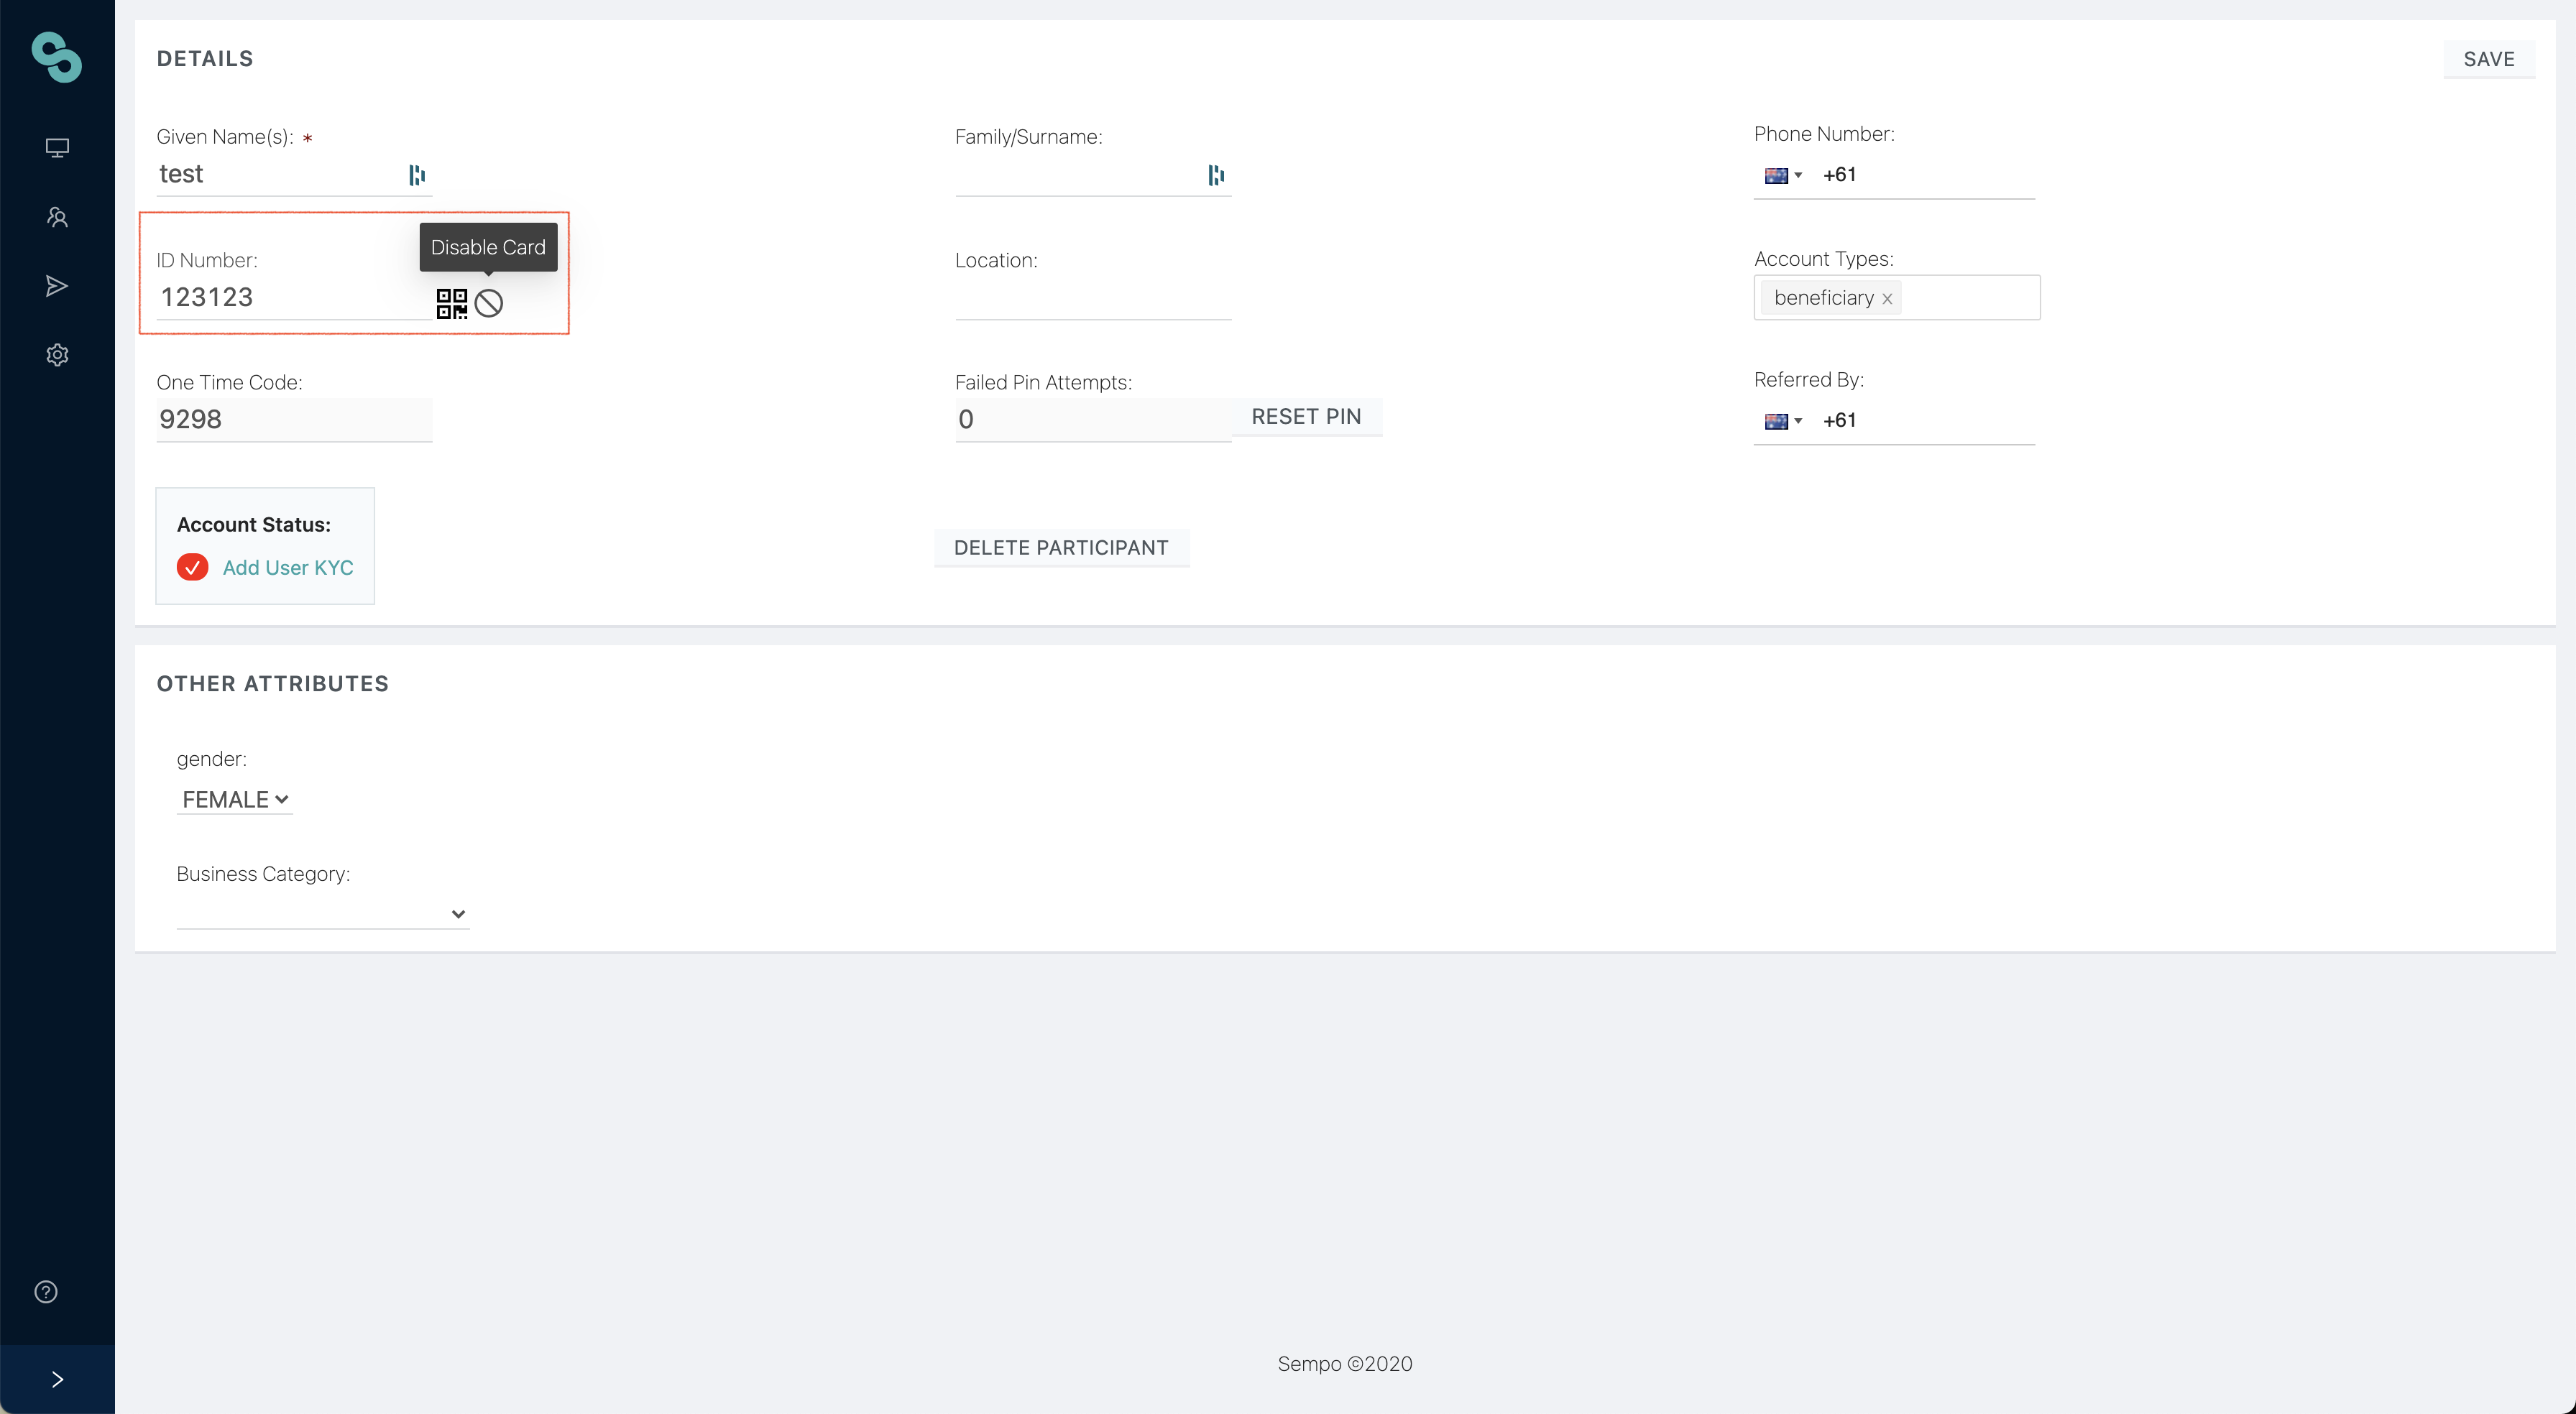 DETAILS
SAVE
Given Name(s): *
test
Family/Surname:
Phone Number:
+61
ID Number:
123123
Disable Card
Location:
Account Types:
beneficiary
One Time Code:
9298
Failed Pin Attempts:
0
RESET PIN
Referred By:
+61
Account Status:
Add User KYC
DELETE PARTICIPANT
OTHER ATTRIBUTES
gender:
FEMALE
Business Category:
Sempo ©2020